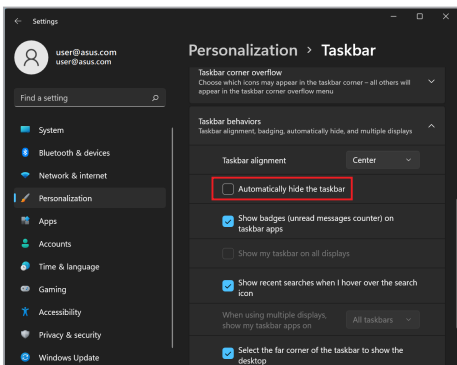 Settings
user@asus.com
user@asus.com
Find a setting
System
Bluetooth & devices
Network & internet
Personalization
Apps
Accounts
Time & language
Gaming
Accessibility
Privacy & security
Windows Update
Personalization > Taskbar
Taskbar corner overflow
Choose which icons may appear in the taskbar corner – all others will
appear in the taskbar corner overflow menu
Taskbar behaviors
Taskbar alignment, badging, automatically hide, and multiple displays
Taskbar alignment
Center
Automatically hide the taskbar
Show badges (unread messages counter) on
taskbar apps
Show my taskbar on all displays
Show recent searches when I hover over the search
icon
When using multiple displays,
show my taskbar apps on
All taskbars
Select the far corner of the taskbar to show the
desktop